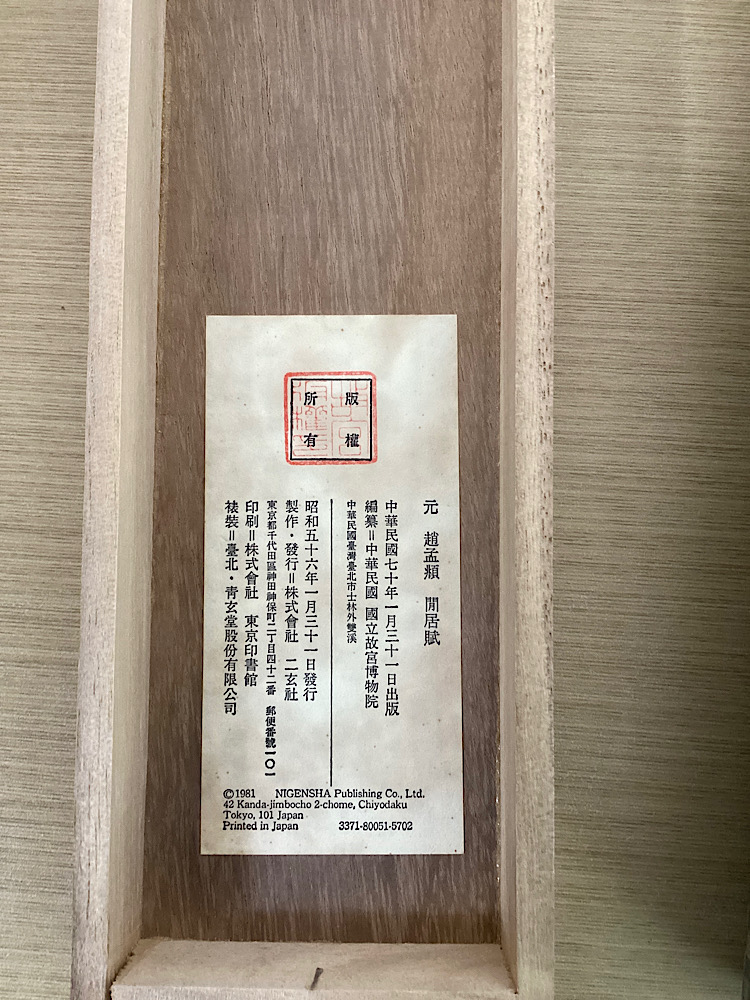 版權
所有
元 趙孟頫 閒居賦
中華民國七十年一月三十一日出版
編纂＝中華民國 國立故宮博物院
中華民國臺灣臺北市士林外雙溪
昭和五十六年一月三十一日發行
製作・發行＝株式會社 二玄社
東京都千代田區神田神保町二丁目四十二番 郵便番號一〇一
印刷＝株式會社 東京印書館
裱裝＝臺北・青玄堂股份有限公司
©1981 NIGENSHA Publishing Co., Ltd.
42 Kanda-jimbocho 2-chome, Chiyodaku
Tokyo, 101 Japan
Printed in Japan 3371-80051-5702